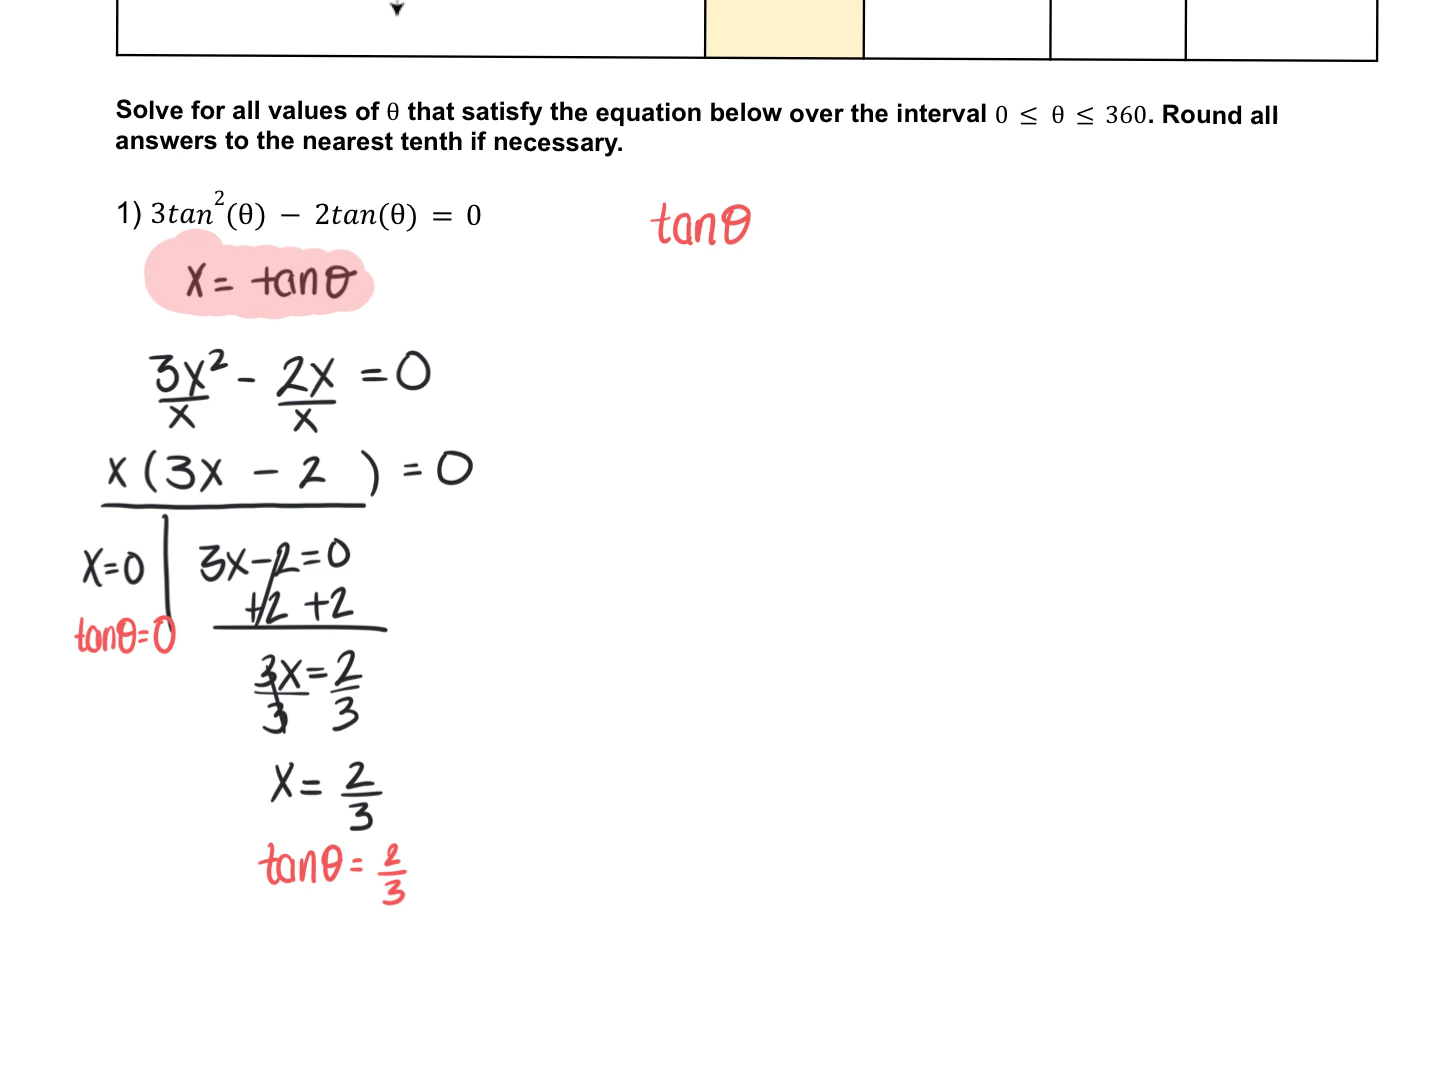 Solve for all values of θ that satisfy the equation below over the interval 0 ≤ θ ≤ 360. Round all
answers to the nearest tenth if necessary.
1) 3tan²(θ) − 2tan(θ) = 0
tanθ
x = tanθ
3x² - 2x = 0
x x
x (3x - 2 ) = 0
x=0 3x-2=0
+2 +2
tanθ=0
3x=2
3 3
x= 2/3
tanθ= 2/3